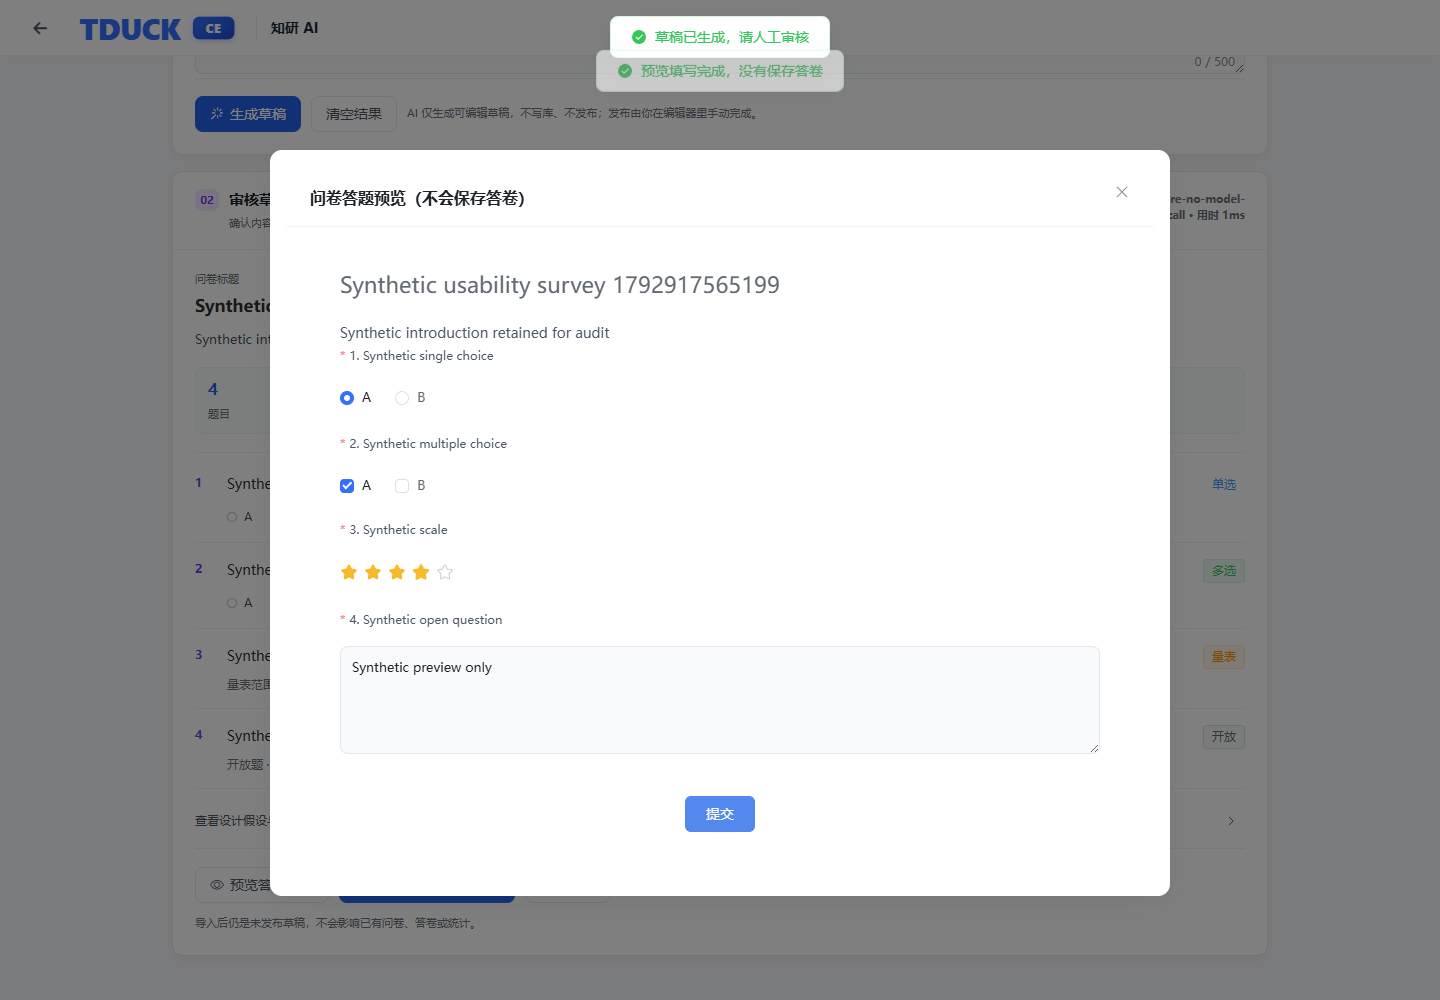 TDUCK CE 知研 AI
草稿已生成，请人工审核
预览填写完成，没有保存答卷
0 / 500
生成草稿 清空结果 AI 仅生成可编辑草稿，不写库、不发布；发布由你在编辑器里手动完成。
02 审核草
确认内容
re-no-model-
call • 用时 1ms
问卷答题预览（不会保存答卷）
问卷标题
Synthetic
Synthetic int
4
题目
Synthetic usability survey 1792917565199
Synthetic introduction retained for audit
* 1. Synthetic single choice
A B
* 2. Synthetic multiple choice
A B
* 3. Synthetic scale
* 4. Synthetic open question
Synthetic preview only
提交
1 Synthe 单选
A
2 Synthe 多选
A
3 Synthe 量表
量表范围
4 Synthe 开放
开放题 ·
查看设计假设
预览答
导入后仍是未发布草稿，不会影响已有问卷、答卷或统计。